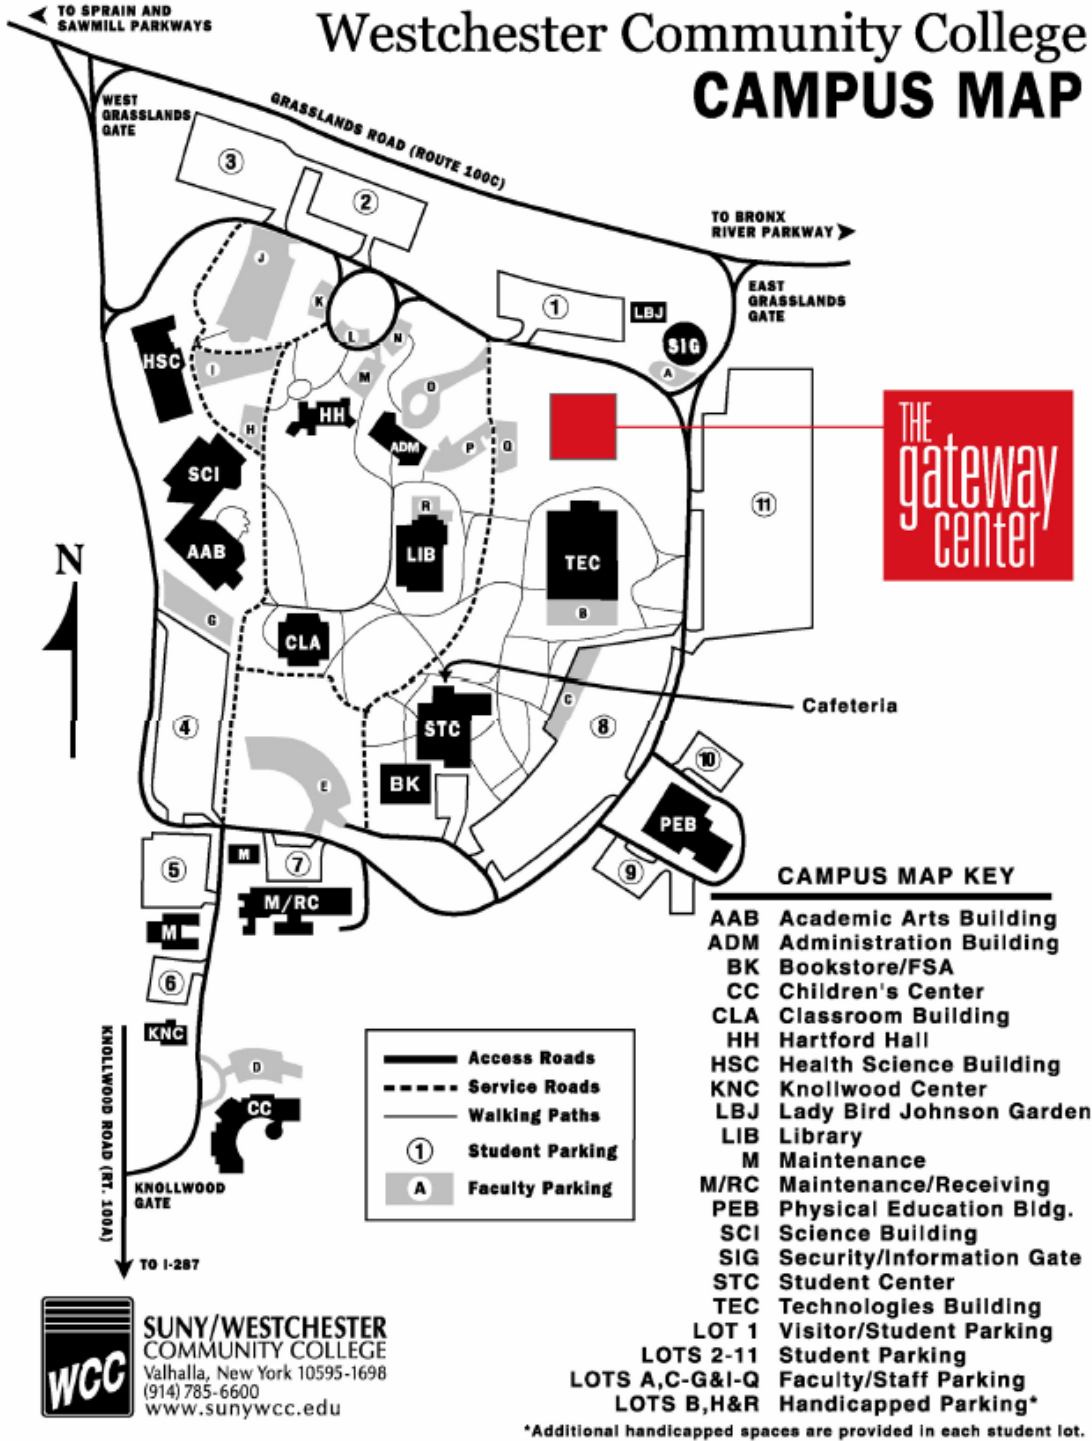 TO SPRAIN AND
SAWMILL PARKWAYS
Westchester Community College
CAMPUS MAP
WEST
GRASSLANDS
GATE
GRASSLANDS ROAD (ROUTE 100C)
3
2
TO BRONX
RIVER PARKWAY
J
K
1
LBJ
EAST
GRASSLANDS
GATE
SIG
L
N
HSC
I
M
O
A
THE
gateway
center
H
HH
ADM
P
Q
SCI
R
11
AAB
LIB
TEC
N
G
CLA
B
C
Cafeteria
4
STC
8
E
BK
10
PEB
5
M
7
9
M/RC
M
6
KNC
D
CC
KNOLLWOOD ROAD (RT. 100A)
KNOLLWOOD
GATE
TO I-287
Access Roads
Service Roads
Walking Paths
1 Student Parking
A Faculty Parking
CAMPUS MAP KEY
AAB Academic Arts Building
ADM Administration Building
BK Bookstore/FSA
CC Children's Center
CLA Classroom Building
HH Hartford Hall
HSC Health Science Building
KNC Knollwood Center
LBJ Lady Bird Johnson Garden
LIB Library
M Maintenance
M/RC Maintenance/Receiving
PEB Physical Education Bldg.
SCI Science Building
SIG Security/Information Gate
STC Student Center
TEC Technologies Building
LOT 1 Visitor/Student Parking
LOTS 2-11 Student Parking
LOTS A,C-G&I-Q Faculty/Staff Parking
LOTS B,H&R Handicapped Parking*
*Additional handicapped spaces are provided in each student lot.
WCC
SUNY/WESTCHESTER
COMMUNITY COLLEGE
Valhalla, New York 10595-1698
(914) 785-6600
www.sunywcc.edu